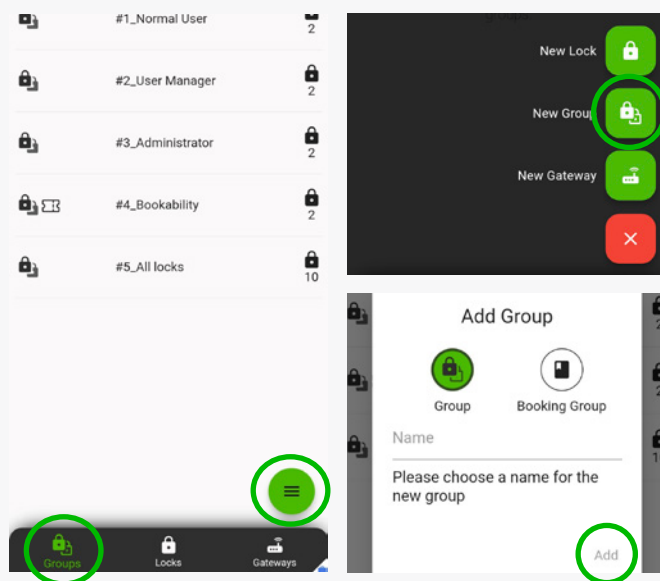 #1_Normal User
2
#2_User Manager
2
#3_Administrator
2
#4_Bookability
2
#5_All locks
10
Groups
Locks
Gateways
groups.
New Lock
New Group
New Gateway
Add Group
Group
Booking Group
Name
Please choose a name for the
new group
Add